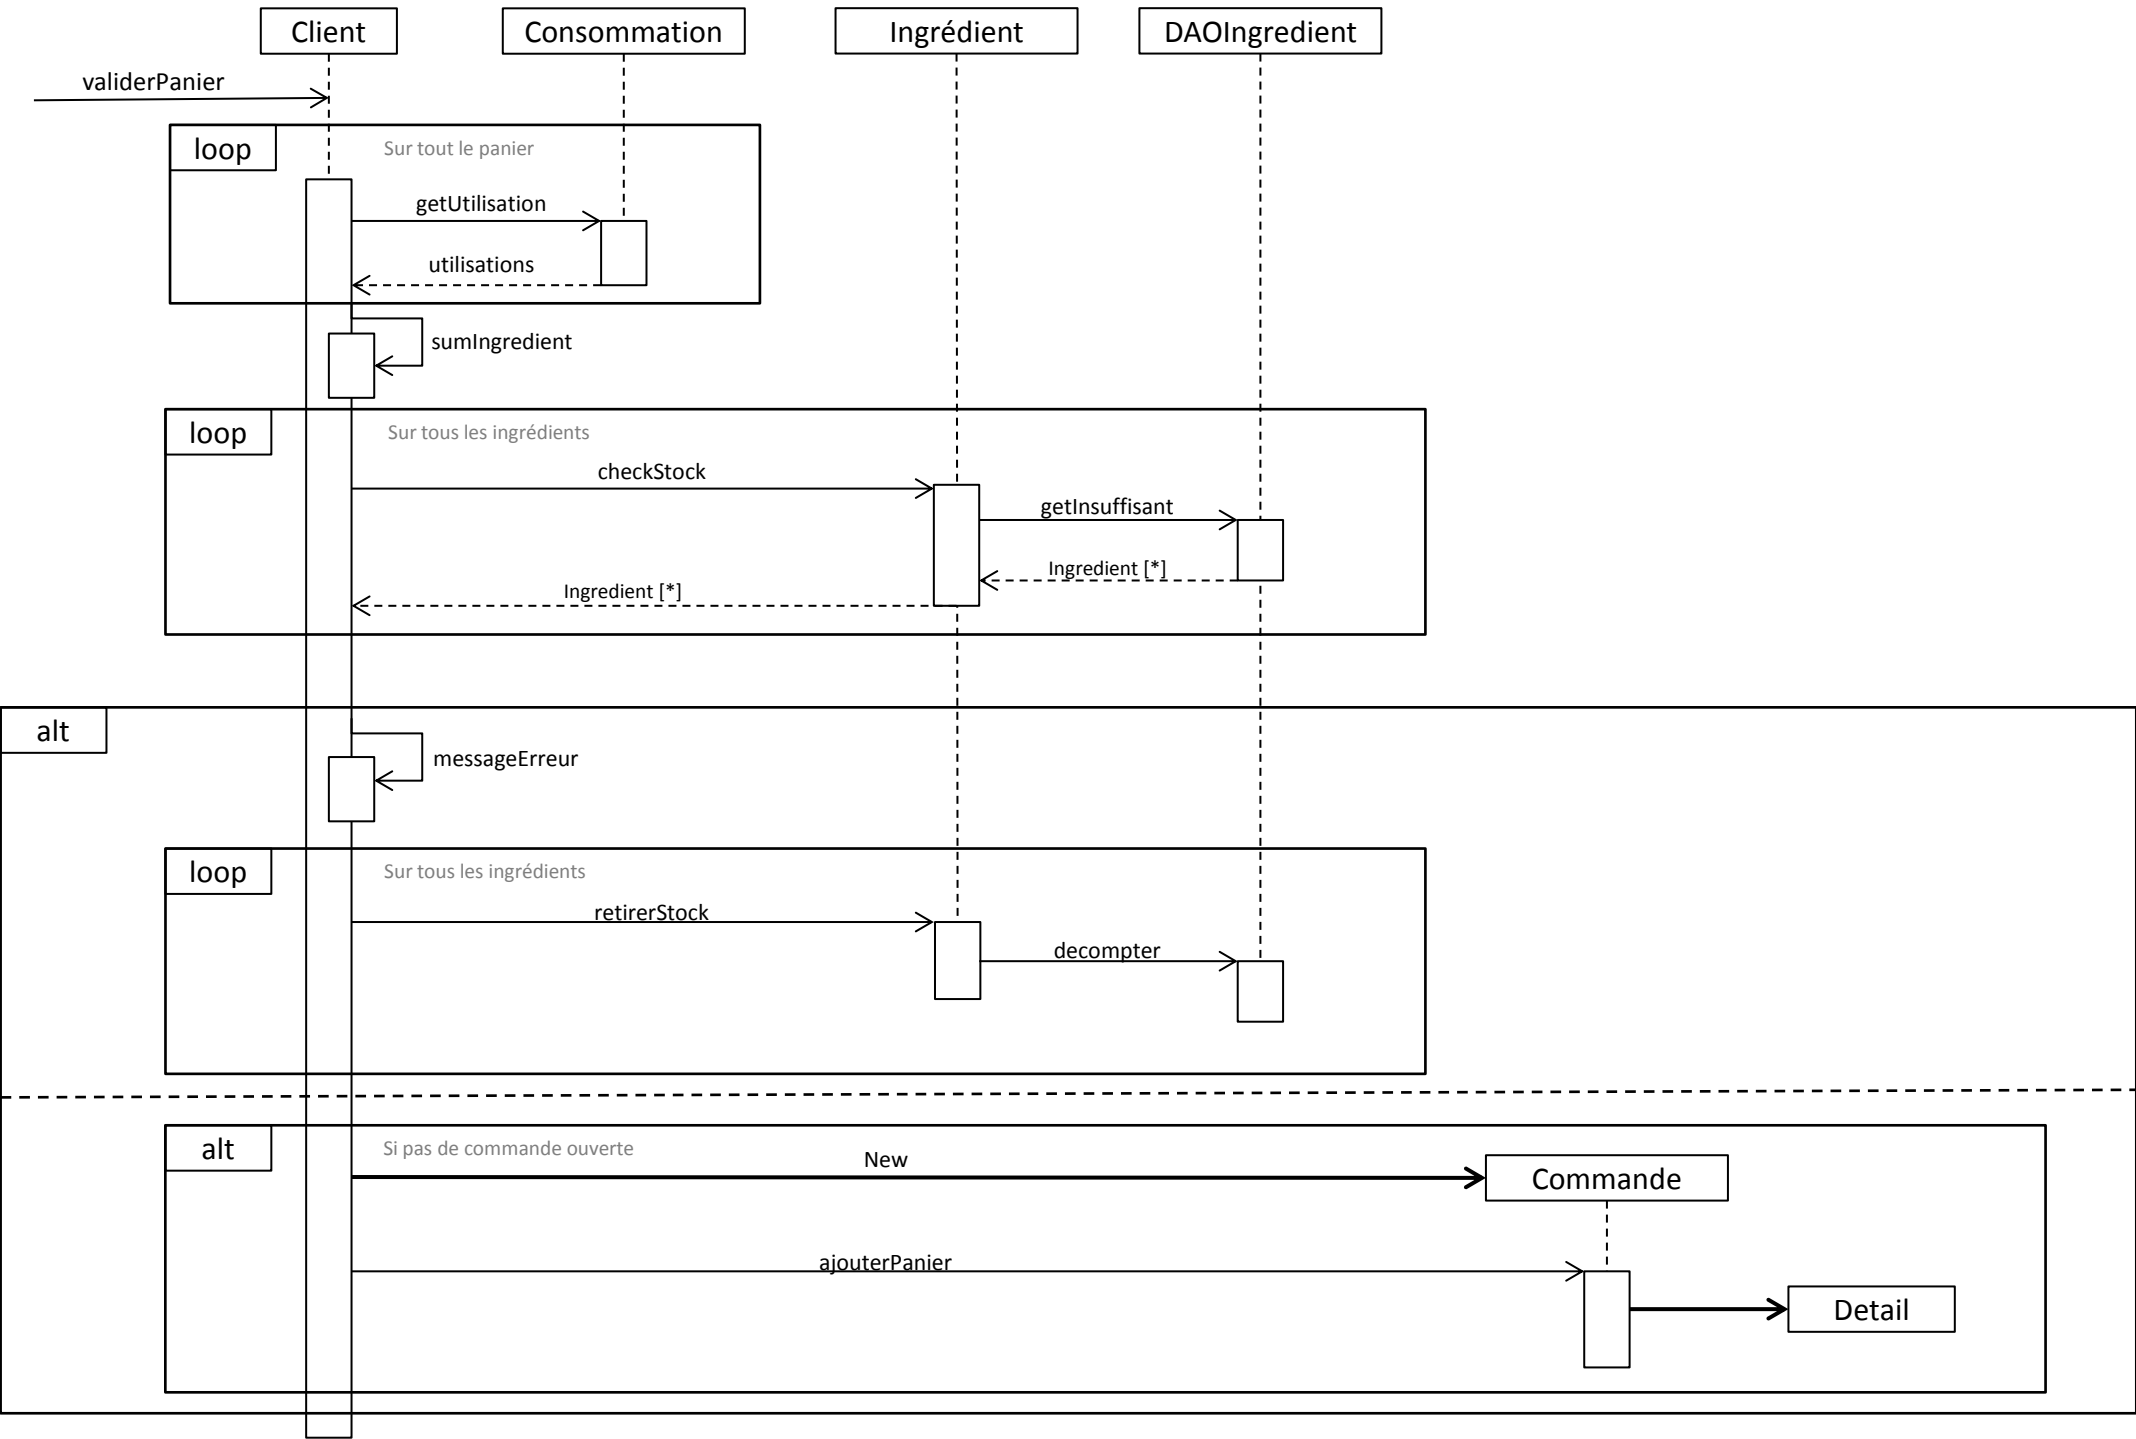 Client
Consommation
Ingrédient
DAOIngredient
validerPanier
loop
Sur tout le panier
getUtilisation
utilisations
sumIngredient
loop
Sur tous les ingrédients
checkStock
getInsuffisant
Ingredient [*]
Ingredient [*]
alt
messageErreur
loop
Sur tous les ingrédients
retirerStock
decompter
alt
Si pas de commande ouverte
New
Commande
ajouterPanier
Detail